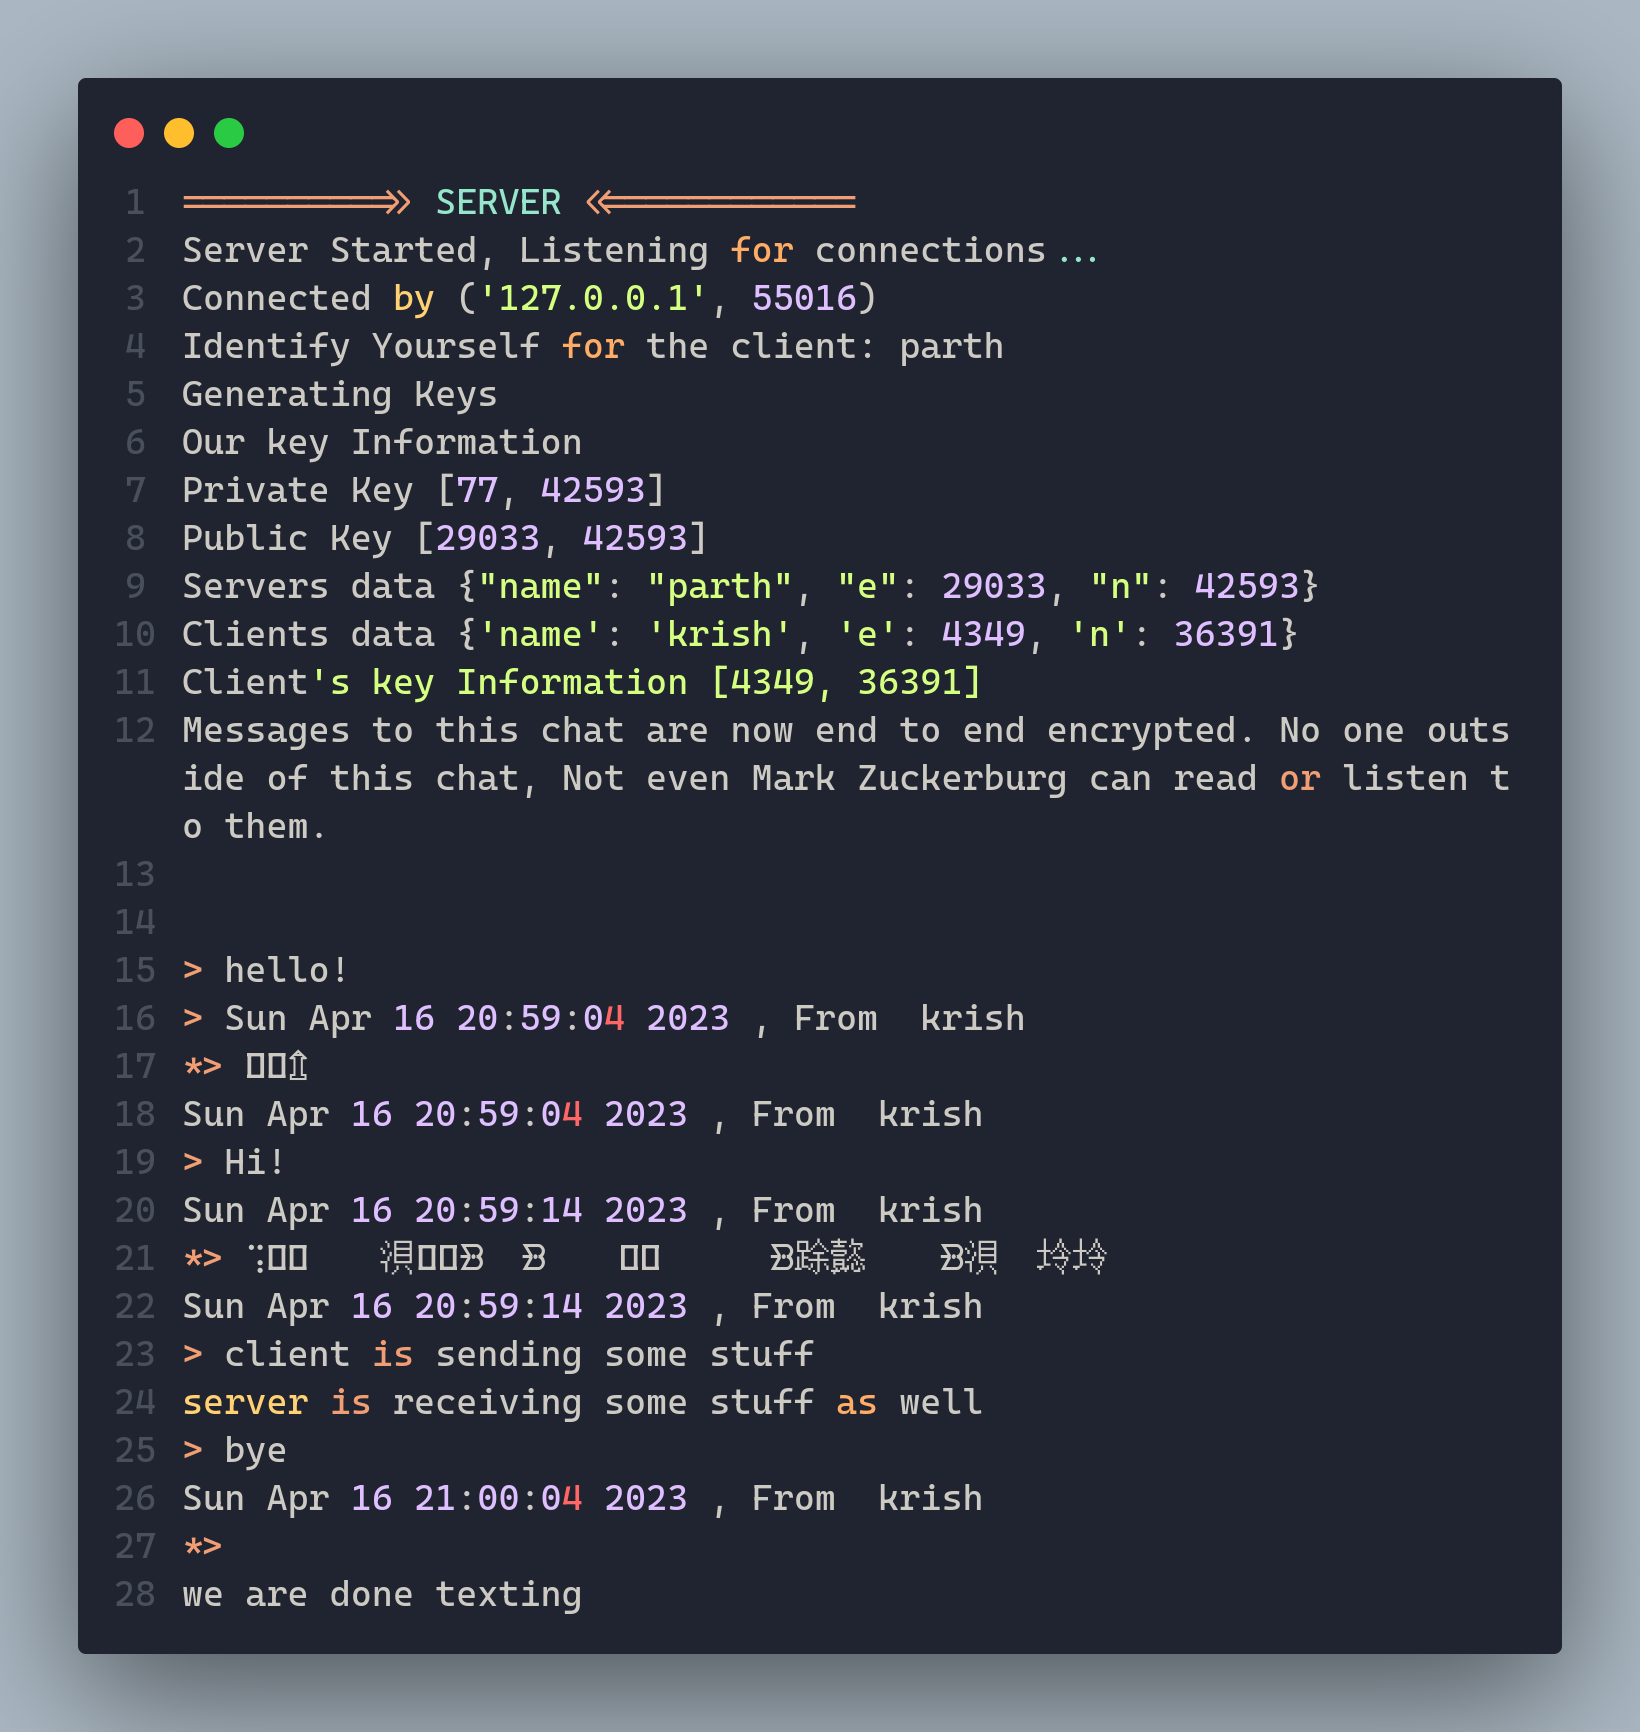 1 ==========>> SERVER <<============
2 Server Started, Listening for connections...
3 Connected by ('127.0.0.1', 55016)
4 Identify Yourself for the client: parth
5 Generating Keys
6 Our key Information
7 Private Key [77, 42593]
8 Public Key [29033, 42593]
9 Servers data {"name": "parth", "e": 29033, "n": 42593}
10 Clients data {'name': 'krish', 'e': 4349, 'n': 36391}
11 Client's key Information [4349, 36391]
12 Messages to this chat are now end to end encrypted. No one outs
ide of this chat, Not even Mark Zuckerburg can read or listen t
o them.
13
14
15 > hello!
16 > Sun Apr 16 20:59:04 2023 , From  krish
17 *>
18 Sun Apr 16 20:59:04 2023 , From  krish
19 > Hi!
20 Sun Apr 16 20:59:14 2023 , From  krish
21 *>
22 Sun Apr 16 20:59:14 2023 , From  krish
23 > client is sending some stuff
24 server is receiving some stuff as well
25 > bye
26 Sun Apr 16 21:00:04 2023 , From  krish
27 *>
28 we are done texting